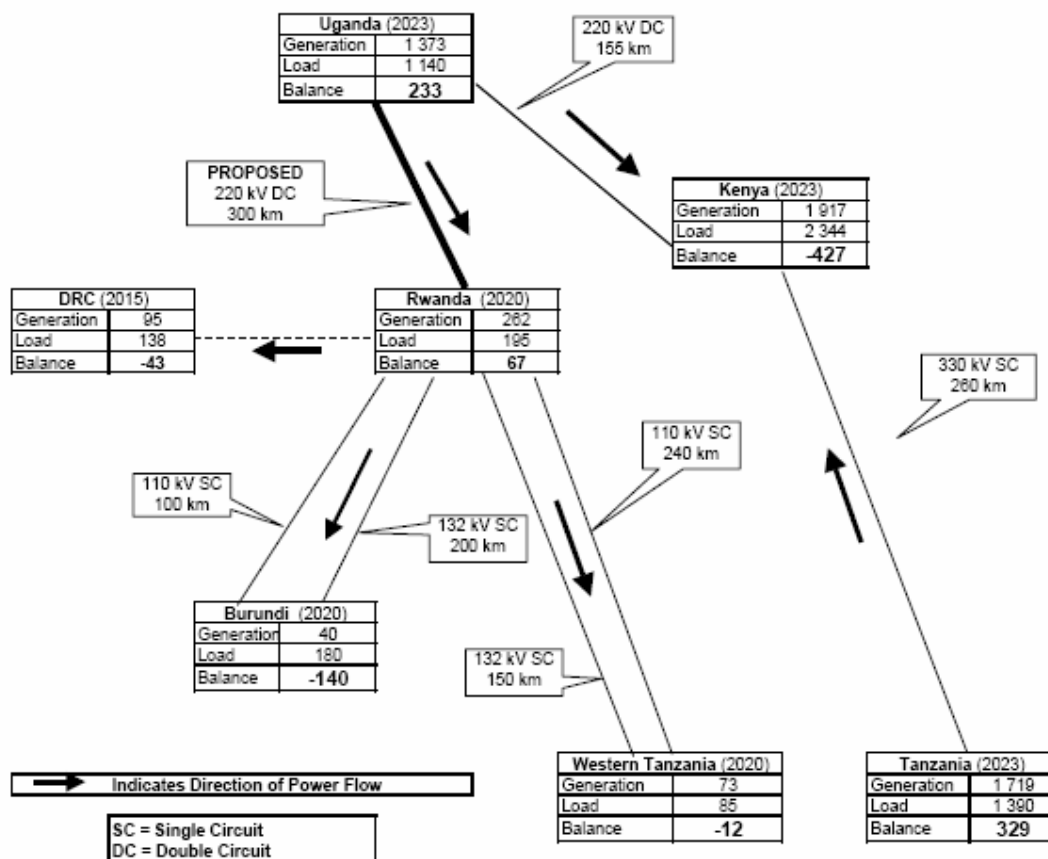 Uganda (2023)
Generation 1 373
Load 1 140
Balance 233
220 kV DC
155 km
PROPOSED
220 kV DC
300 km
Kenya (2023)
Generation 1 917
Load 2 344
Balance -427
DRC (2015)
Generation 95
Load 138
Balance -43
Rwanda (2020)
Generation 262
Load 195
Balance 67
330 kV SC
260 km
110 kV SC
240 km
110 kV SC
100 km
132 kV SC
200 km
Burundi (2020)
Generation 40
Load 180
Balance -140
132 kV SC
150 km
Western Tanzania (2020)
Generation 73
Load 85
Balance -12
Tanzania (2023)
Generation 1 719
Load 1 390
Balance 329
Indicates Direction of Power Flow
SC = Single Circuit
DC = Double Circuit